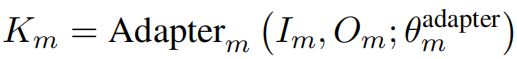 K_m = Adapter_m (I_m, O_m; θ_m^adapter)